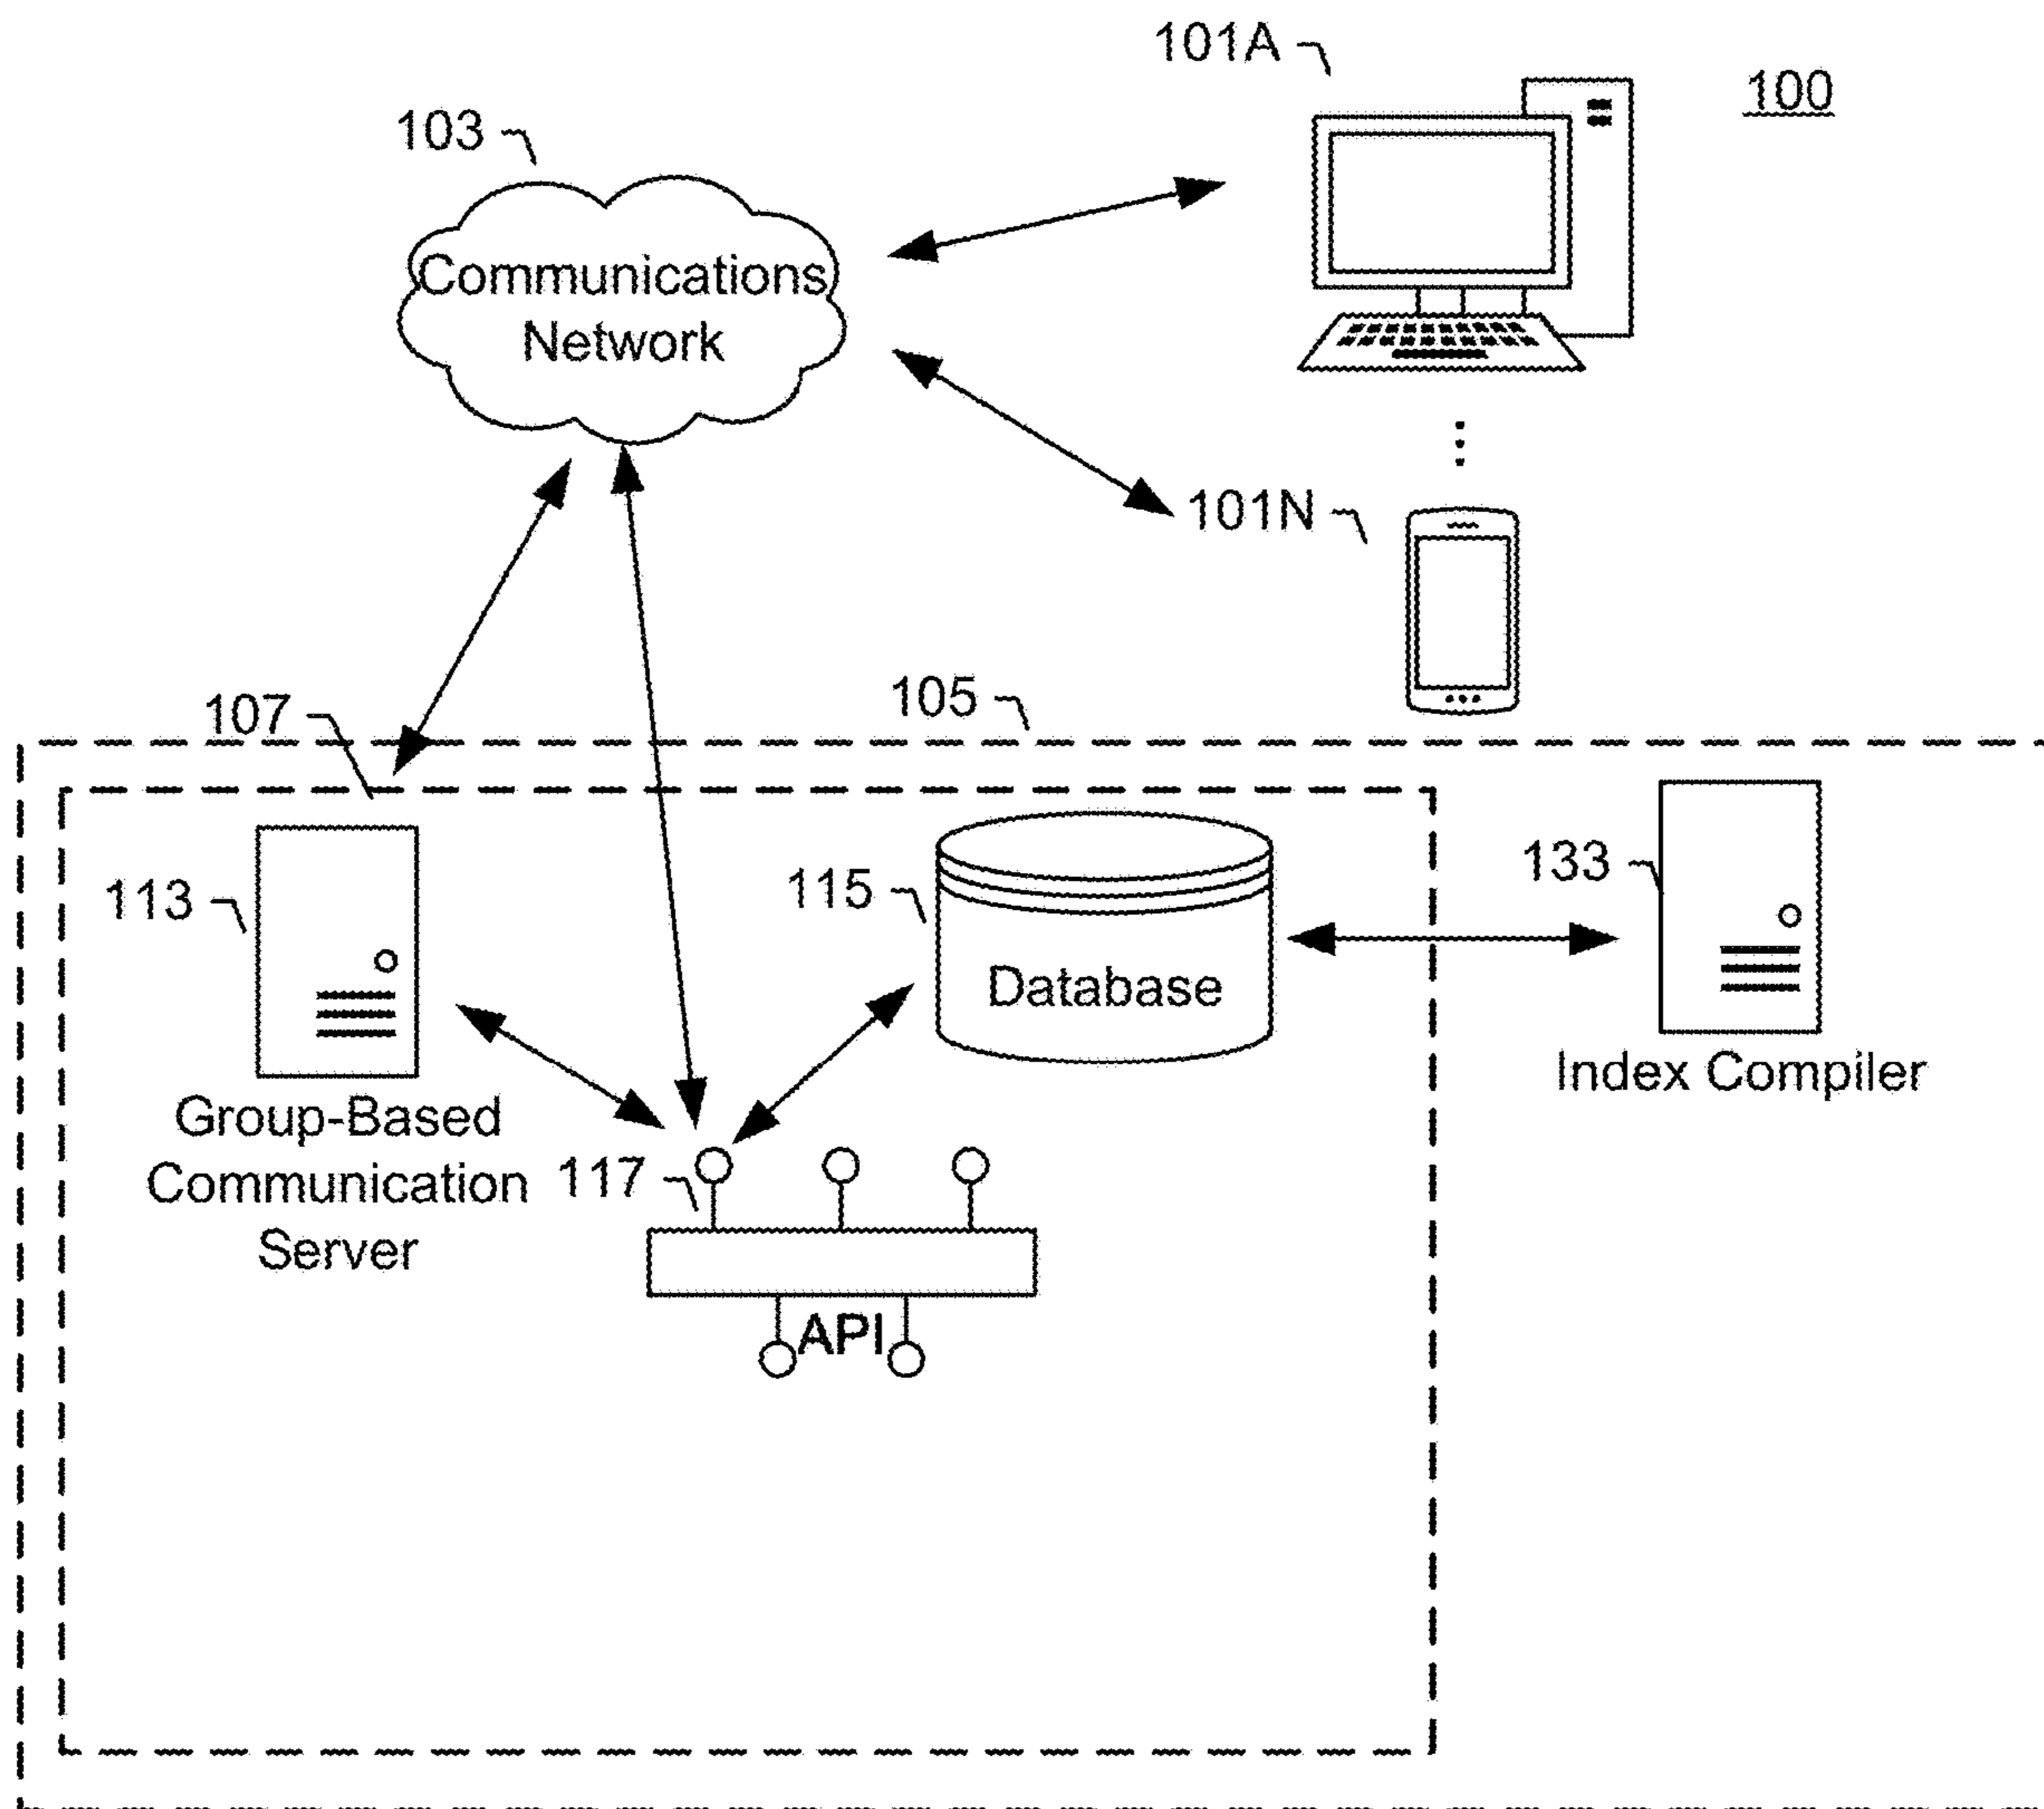 101A
100
103
Communications
Network
101N
107
105
113
115
133
Database
Index Compiler
Group-Based
Communication
Server
117
API